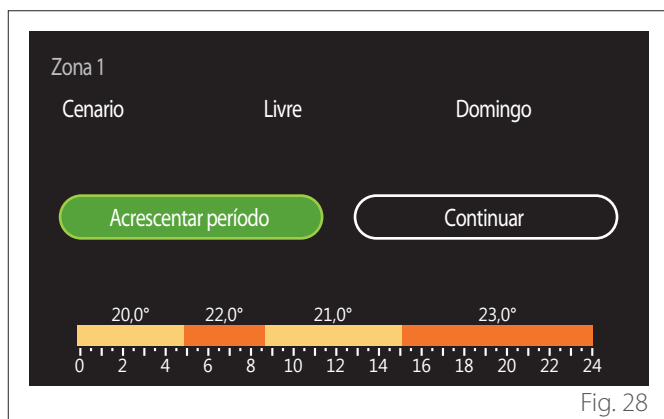 Zona 1
Cenario Livre Domingo
Acrescentar período Continuar
20,0° 22,0° 21,0° 23,0°
0 2 4 6 8 10 12 14 16 18 20 22 24
Fig. 28